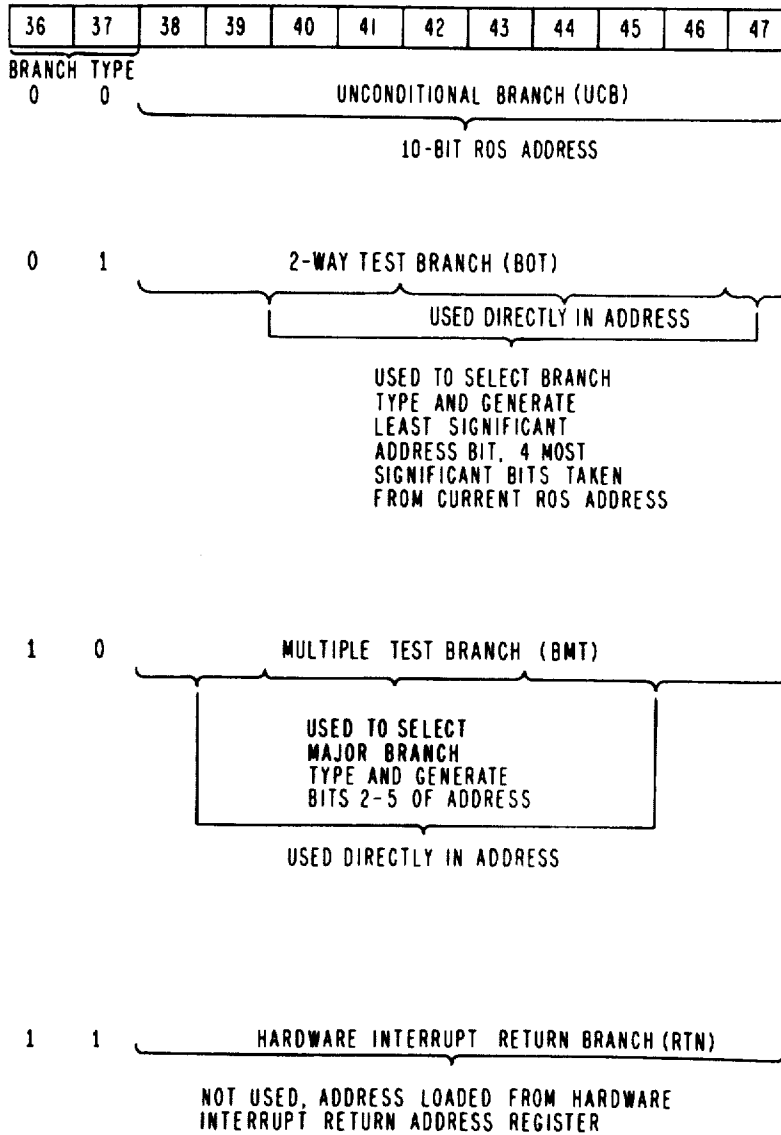 36 37 38 39 40 41 42 43 44 45 46 47
BRANCH TYPE
0 0 UNCONDITIONAL BRANCH (UCB)
10-BIT ROS ADDRESS
0 1 2-WAY TEST BRANCH (BOT)
USED DIRECTLY IN ADDRESS
USED TO SELECT BRANCH
TYPE AND GENERATE
LEAST SIGNIFICANT
ADDRESS BIT, 4 MOST
SIGNIFICANT BITS TAKEN
FROM CURRENT ROS ADDRESS
1 0 MULTIPLE TEST BRANCH (BMT)
USED TO SELECT
MAJOR BRANCH
TYPE AND GENERATE
BITS 2-5 OF ADDRESS
USED DIRECTLY IN ADDRESS
1 1 HARDWARE INTERRUPT RETURN BRANCH (RTN)
NOT USED, ADDRESS LOADED FROM HARDWARE
INTERRUPT RETURN ADDRESS REGISTER